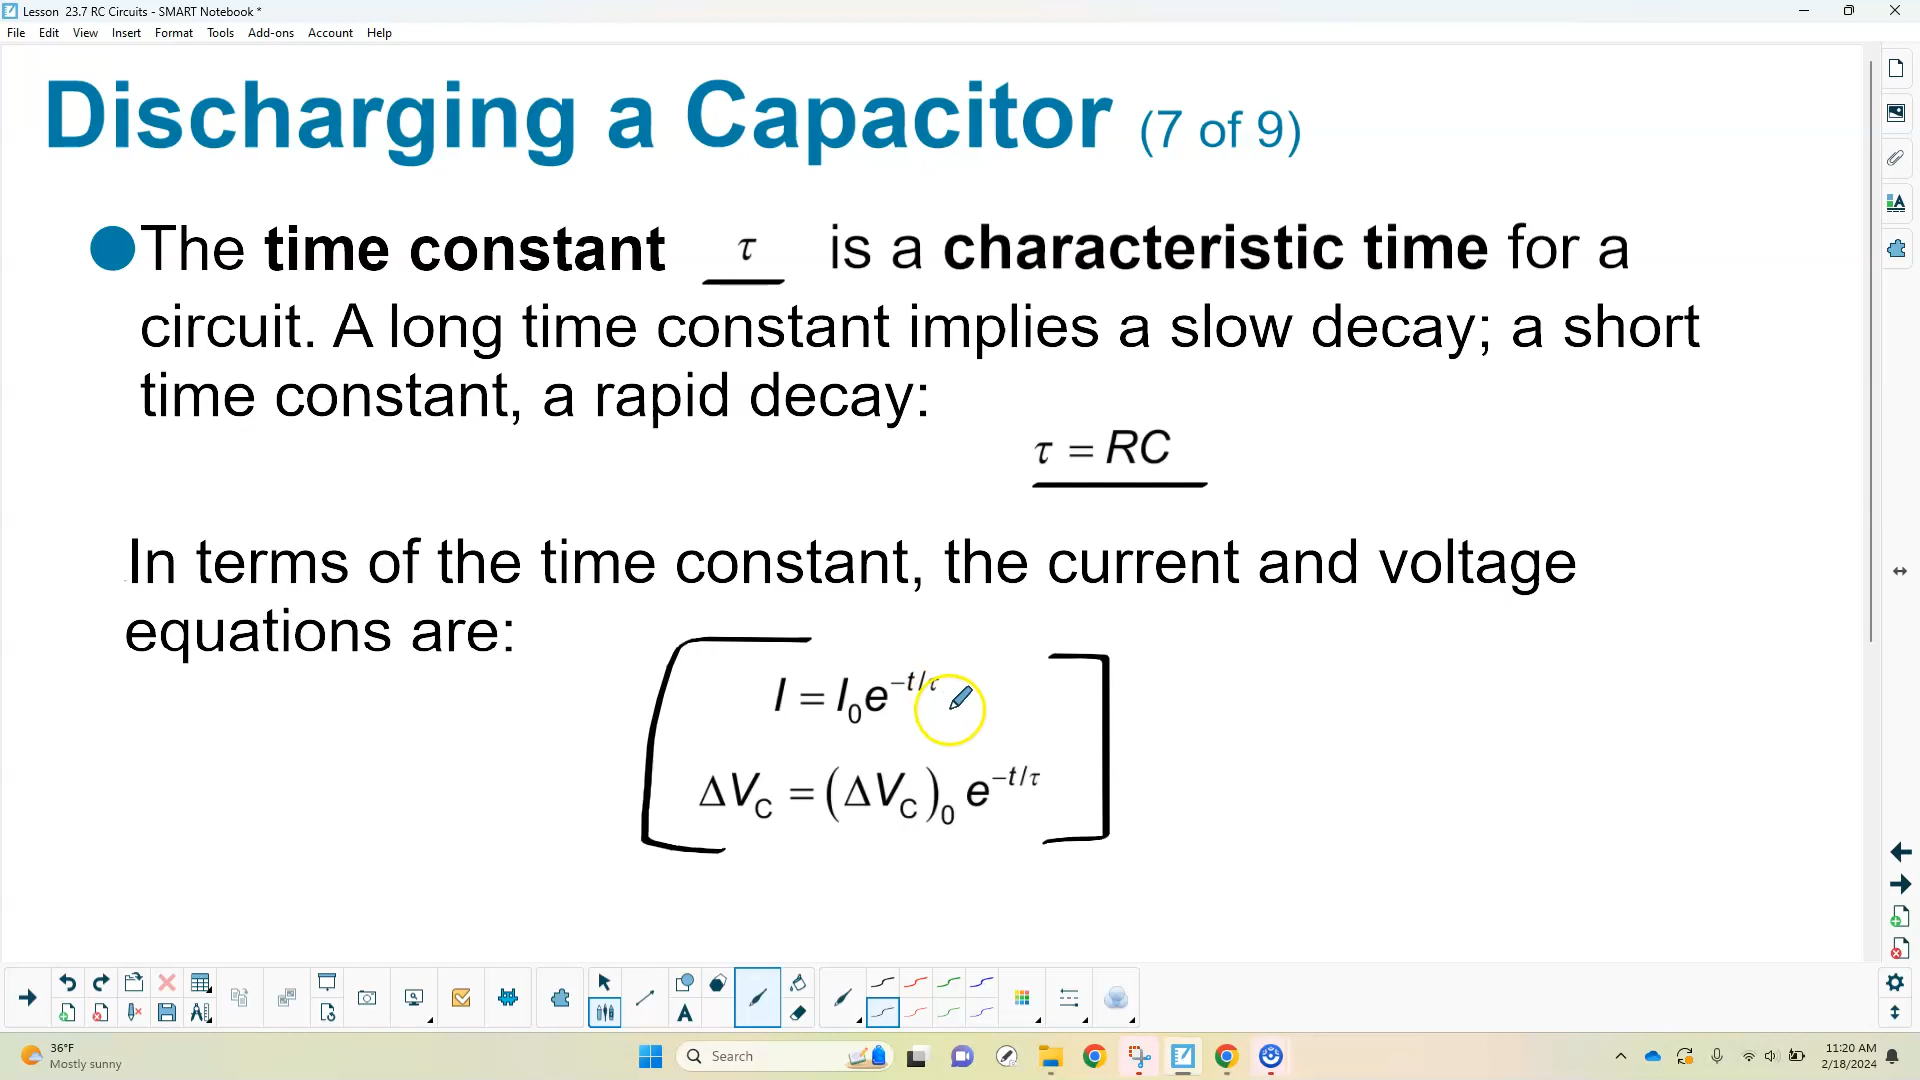 Lesson 23.7 RC Circuits - SMART Notebook *
File Edit View Insert Format Tools Add-ons Account Help
Discharging a Capacitor (7 of 9)
The time constant τ is a characteristic time for a
circuit. A long time constant implies a slow decay; a short
time constant, a rapid decay:
τ = RC
In terms of the time constant, the current and voltage
equations are:
I = I₀e^(−t/τ)
ΔV_C = (ΔV_C)₀ e^(−t/τ)
36°F
Mostly sunny
Search
11:20 AM
2/18/2024